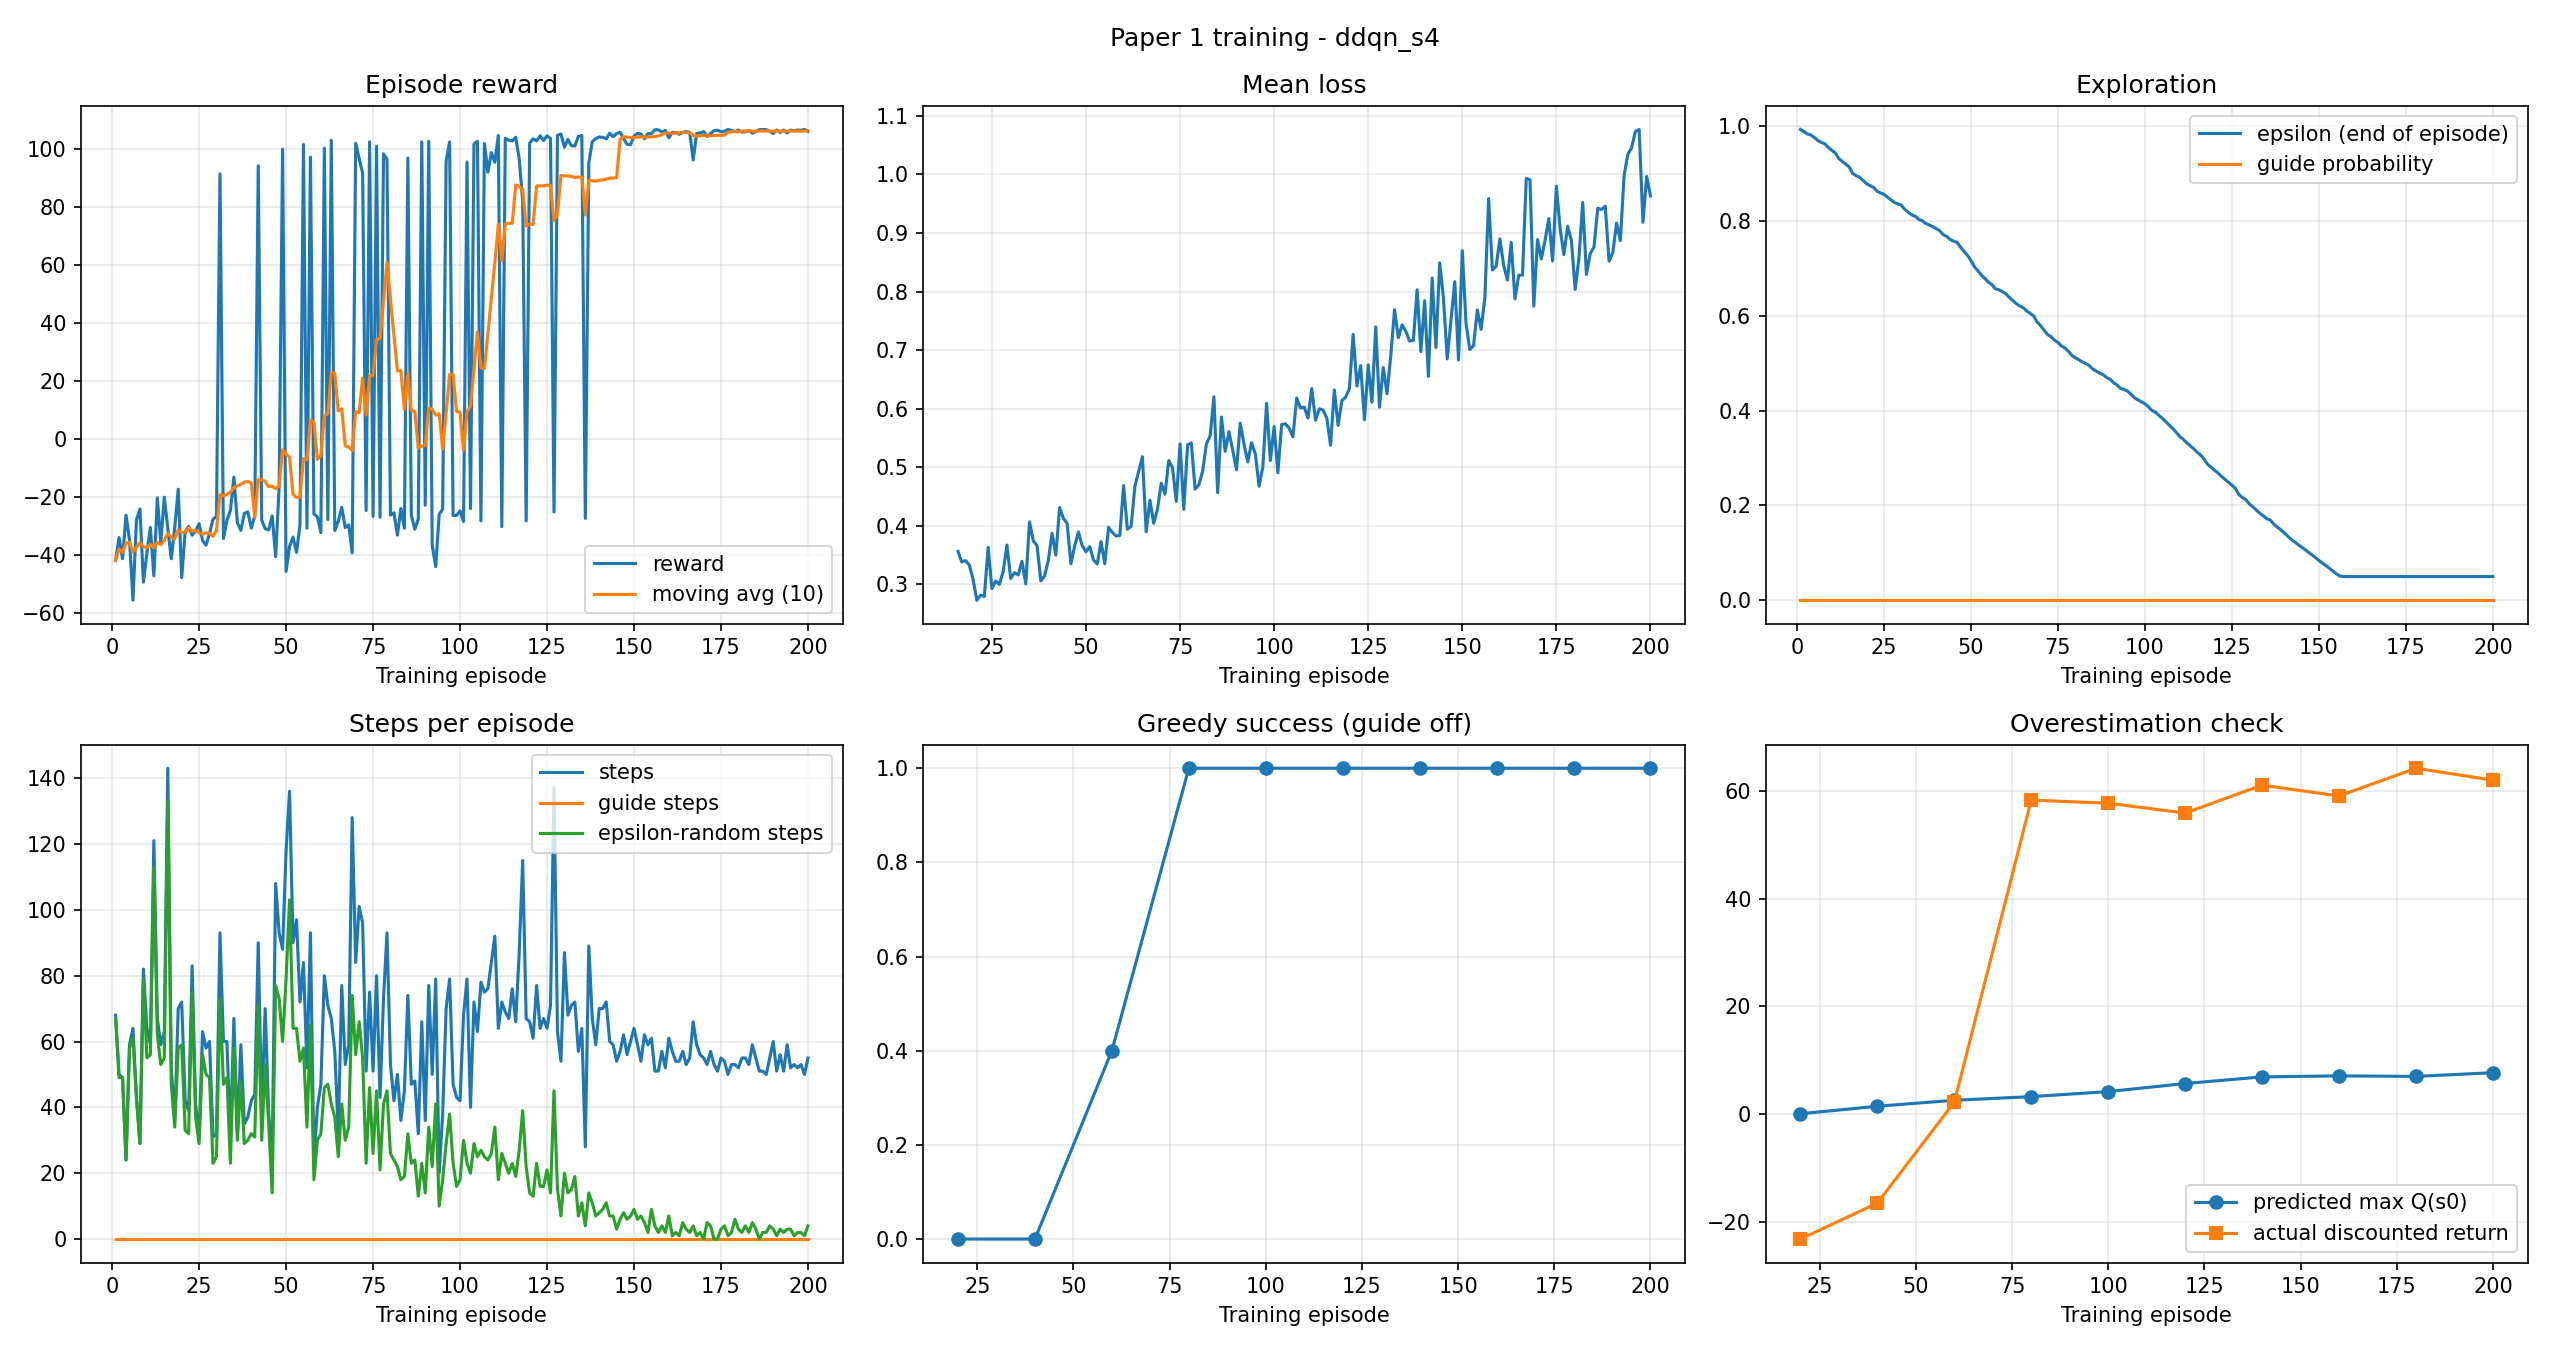 Paper 1 training - ddqn_s4
Episode reward
100
80
60
40
20
0
−20
−40
−60
0 25 50 75 100 125 150 175 200
Training episode
reward
moving avg (10)
Mean loss
1.1
1.0
0.9
0.8
0.7
0.6
0.5
0.4
0.3
25 50 75 100 125 150 175 200
Training episode
Exploration
1.0
0.8
0.6
0.4
0.2
0.0
0 25 50 75 100 125 150 175 200
Training episode
epsilon (end of episode)
guide probability
Steps per episode
140
120
100
80
60
40
20
0
0 25 50 75 100 125 150 175 200
Training episode
steps
guide steps
epsilon-random steps
Greedy success (guide off)
1.0
0.8
0.6
0.4
0.2
0.0
25 50 75 100 125 150 175 200
Training episode
Overestimation check
60
40
20
0
−20
25 50 75 100 125 150 175 200
Training episode
predicted max Q(s0)
actual discounted return